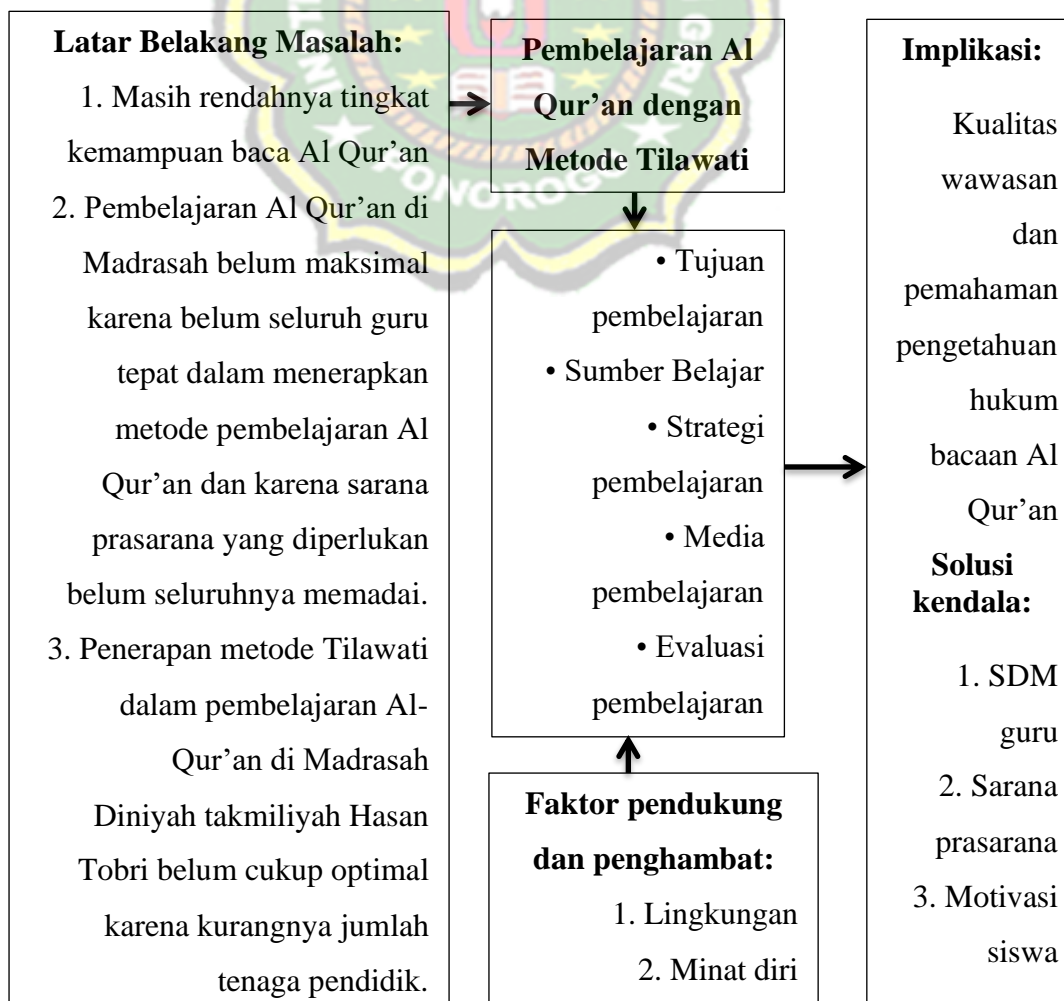 Latar Belakang Masalah:
1. Masih rendahnya tingkat
kemampuan baca Al Qur’an
2. Pembelajaran Al Qur’an di
Madrasah belum maksimal
karena belum seluruh guru
tepat dalam menerapkan
metode pembelajaran Al
Qur’an dan karena sarana
prasarana yang diperlukan
belum seluruhnya memadai.
3. Penerapan metode Tilawati
dalam pembelajaran Al-
Qur’an di Madrasah
Diniyah takmiliyah Hasan
Tobri belum cukup optimal
karena kurangnya jumlah
tenaga pendidik.
Pembelajaran Al
Qur’an dengan
Metode Tilawati
• Tujuan
pembelajaran
• Sumber Belajar
• Strategi
pembelajaran
• Media
pembelajaran
• Evaluasi
pembelajaran
Faktor pendukung
dan penghambat:
1. Lingkungan
2. Minat diri
Implikasi:
Kualitas
wawasan
dan
pemahaman
pengetahuan
hukum
bacaan Al
Qur’an
Solusi
kendala:
1. SDM
guru
2. Sarana
prasarana
3. Motivasi
siswa
PONOROGO